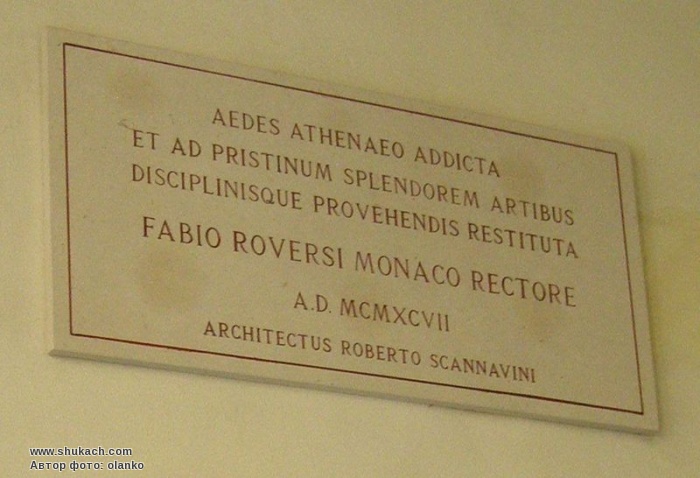 AEDES ATHENAEO ADDICTA
ET AD PRISTINUM SPLENDOREM ARTIBUS
DISCIPLINISQUE PROVEHENDIS RESTITUTA
FABIO ROVERSI MONACO RECTORE
A.D. MCMXCVII
ARCHITECTUS ROBERTO SCANNAVINI
www.shukach.com
Автор фото: olanko